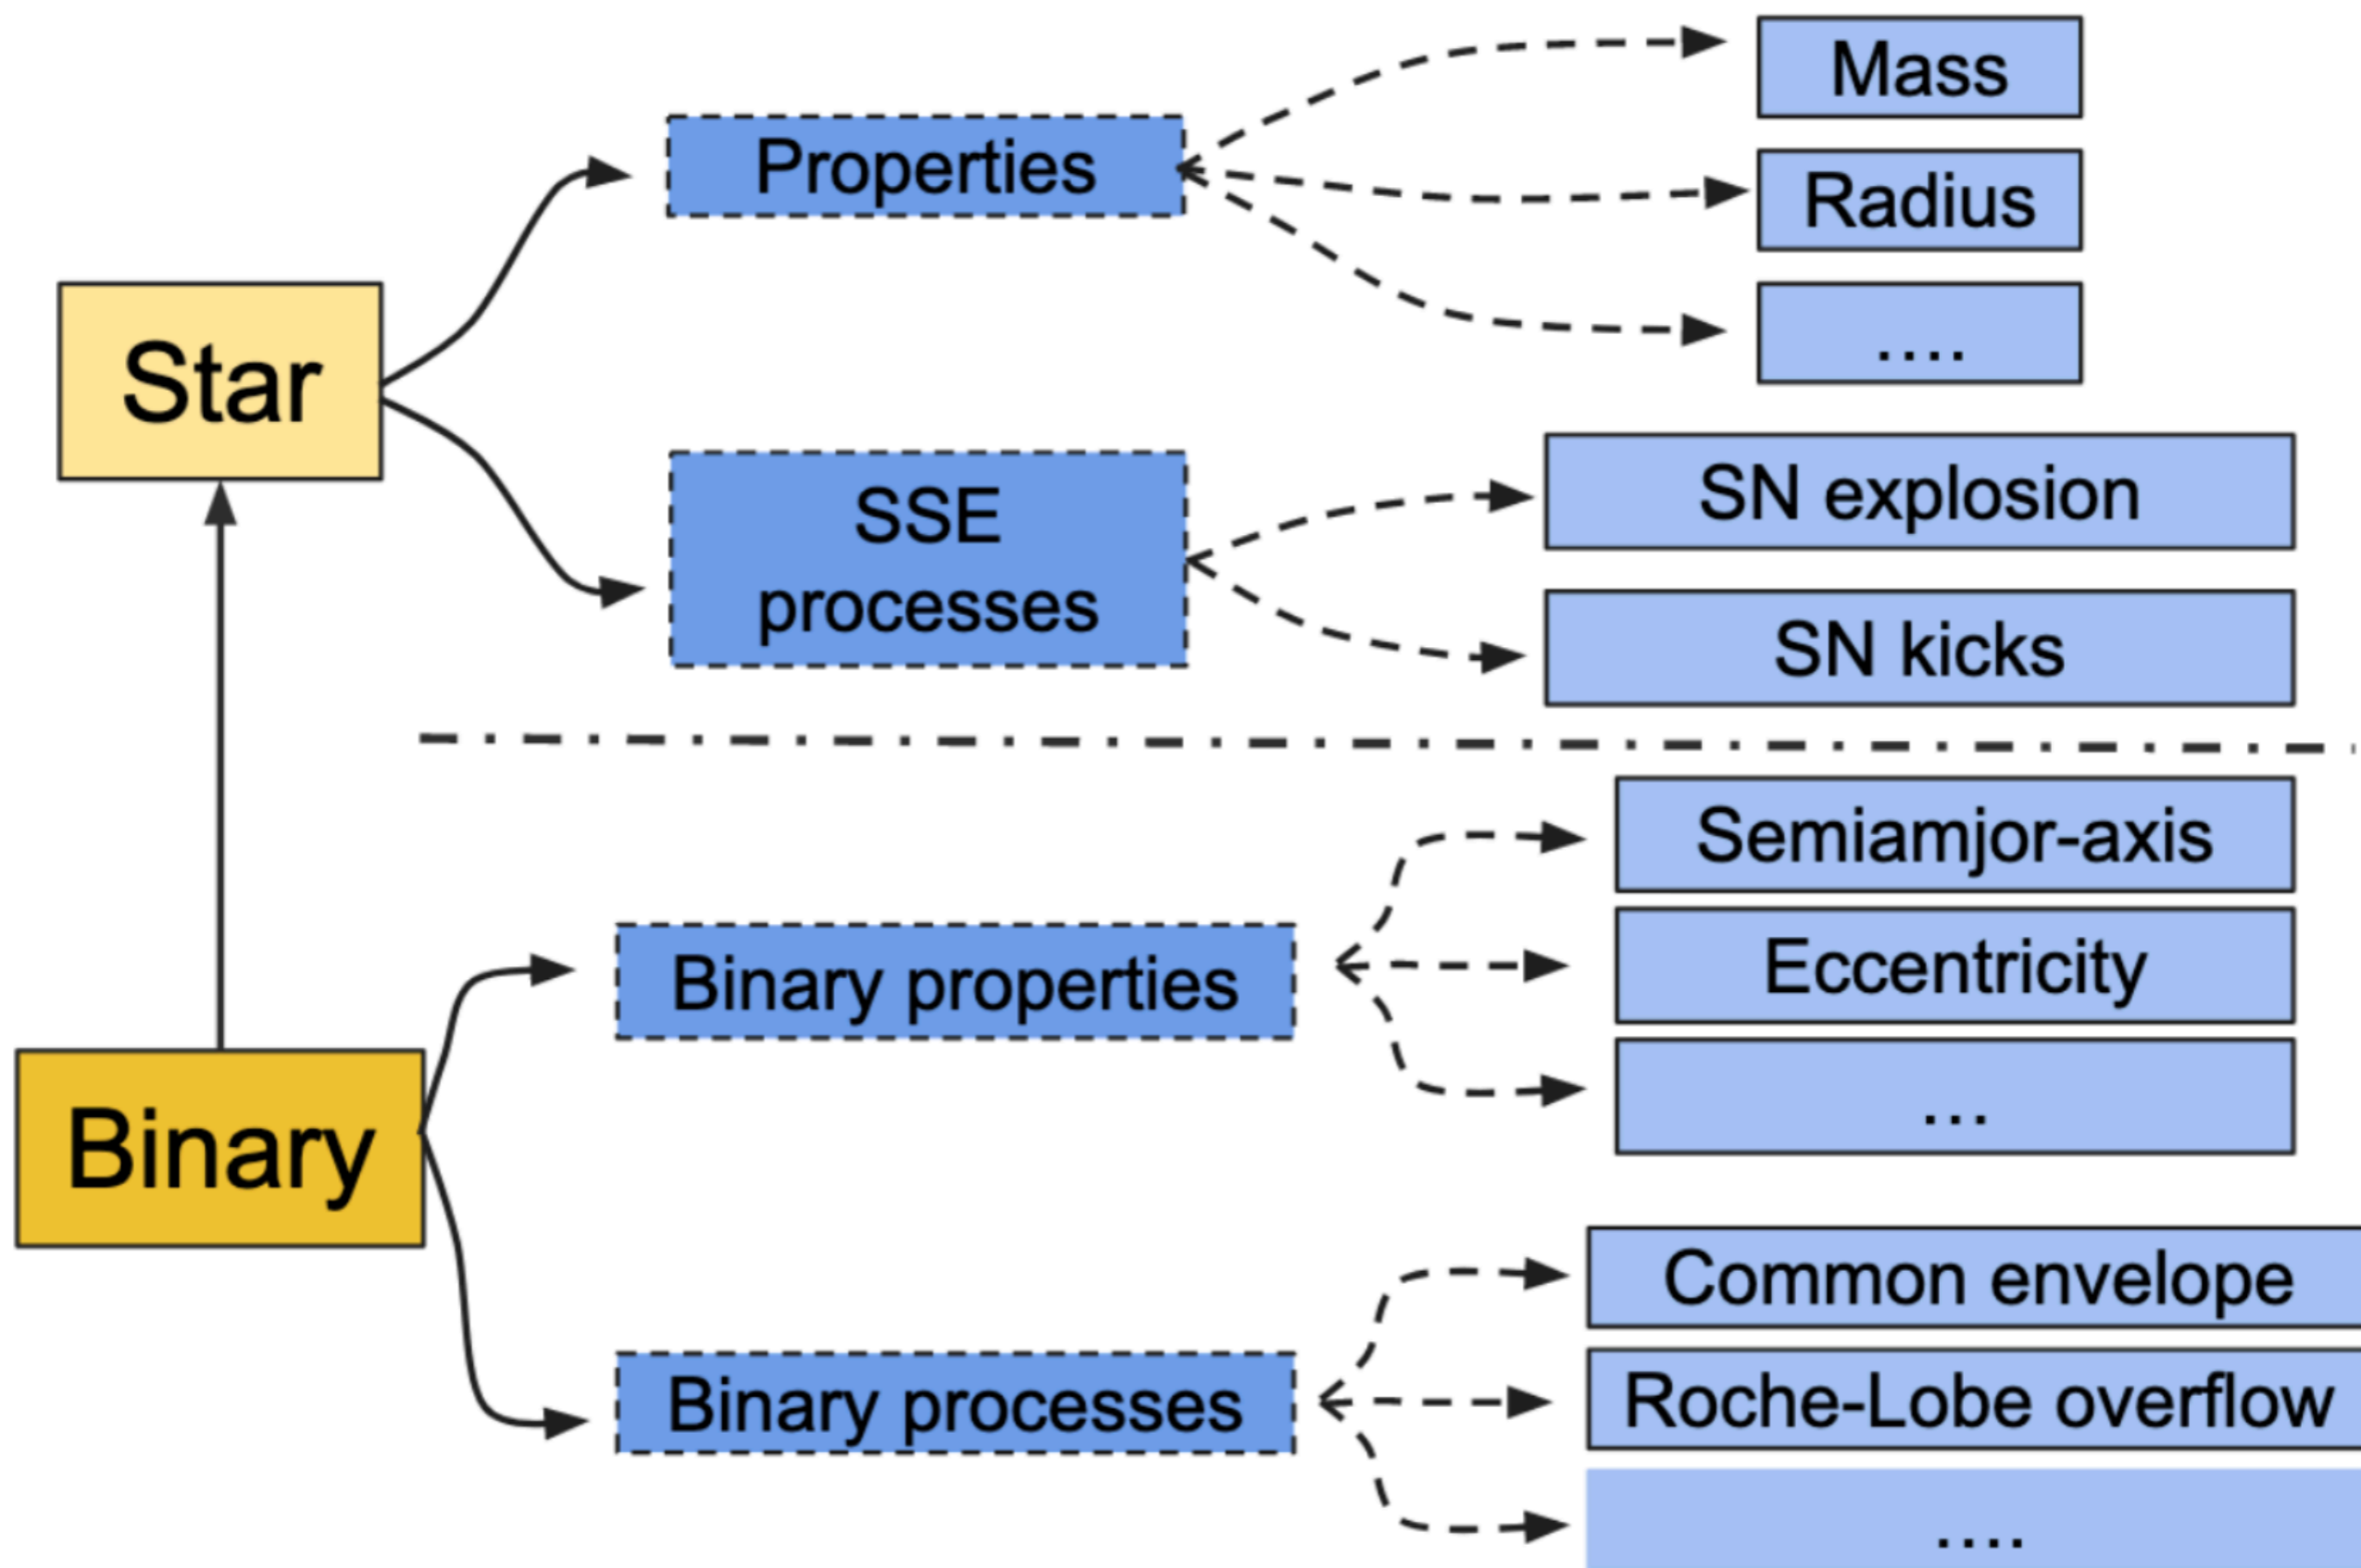 Mass
Properties
Radius
Star
....
SSE
processes
SN explosion
SN kicks
Semiamjor-axis
Binary properties
Eccentricity
...
Binary
Common envelope
Binary processes
Roche-Lobe overflow
....